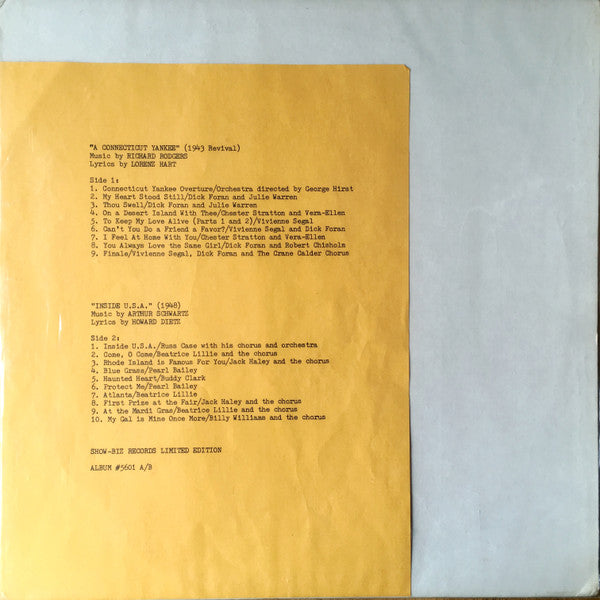 "A CONNECTICUT YANKEE" (1943 Revival)
Music by RICHARD RODGERS
Lyrics by LORENZ HART
Side 1:
1. Connecticut Yankee Overture/Orchestra directed by George Hirst
2. My Heart Stood Still/Dick Foran and Julie Warren
3. Thou Swell/Dick Foran and Julie Warren
4. On a Desert Island With Thee/Chester Stratton and Vera-Ellen
5. To Keep My Love Alive (Parts 1 and 2)/Vivienne Segal
6. Can't You Do a Friend a Favor?/Vivienne Segal and Dick Foran
7. I Feel At Home With You/Chester Stratton and Vera-Ellen
8. You Always Love the Same Girl/Dick Foran and Robert Chisholm
9. Finale/Vivienne Segal, Dick Foran and The Crane Calder Chorus
"INSIDE U.S.A." (1948)
Music by ARTHUR SCHWARTZ
Lyrics by HOWARD DIETZ
Side 2:
1. Inside U.S.A./Russ Case with his chorus and orchestra
2. Come, O Come/Beatrice Lillie and the chorus
3. Rhode Island is Famous For You/Jack Haley and the chorus
4. Blue Grass/Pearl Bailey
5. Haunted Heart/Buddy Clark
6. Protect Me/Pearl Bailey
7. Atlanta/Beatrice Lillie
8. First Prize at the Fair/Jack Haley and the chorus
9. At the Mardi Gras/Beatrice Lillie and the chorus
10. My Gal is Mine Once More/Billy Williams and the chorus
SHOW-BIZ RECORDS LIMITED EDITION
ALBUM #5601 A/B